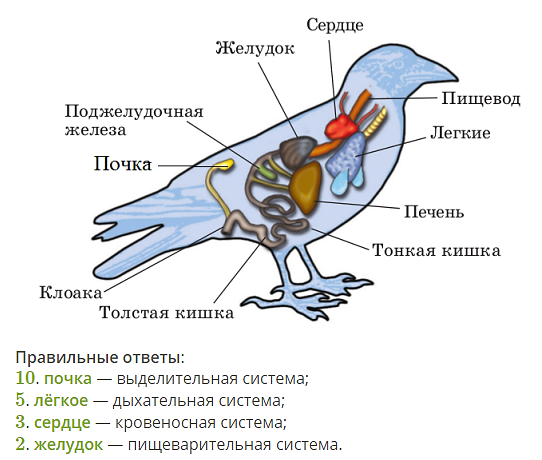 Сердце
Желудок
Пищевод
Поджелудочная
железа
Легкие
Почка
Печень
Тонкая кишка
Клоака
Толстая кишка
Правильные ответы:
10. почка — выделительная система;
5. лёгкое — дыхательная система;
3. сердце — кровеносная система;
2. желудок — пищеварительная система.